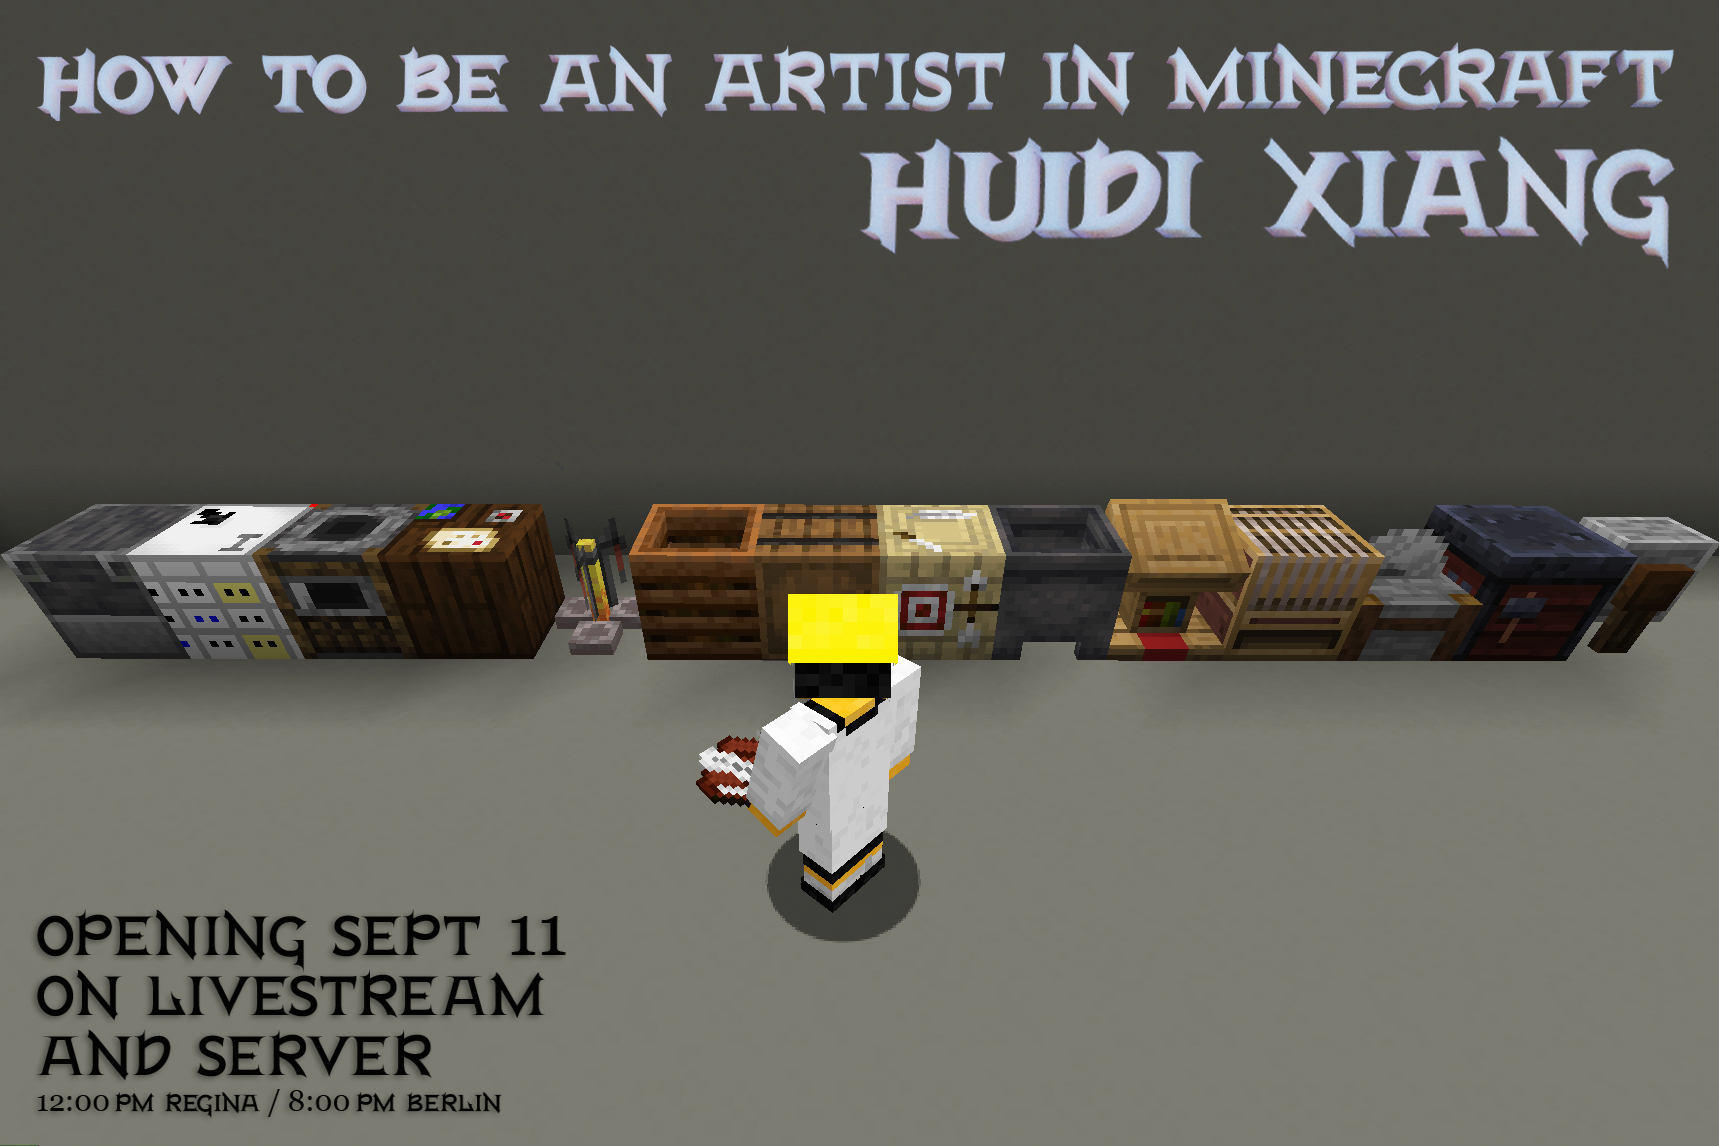 HOW TO BE AN ARTIST IN MINECRAFT
HUIDI XIANG
OPENING SEPT 11
ON LIVESTREAM
AND SERVER
12:00 PM REGINA / 8:00 PM BERLIN